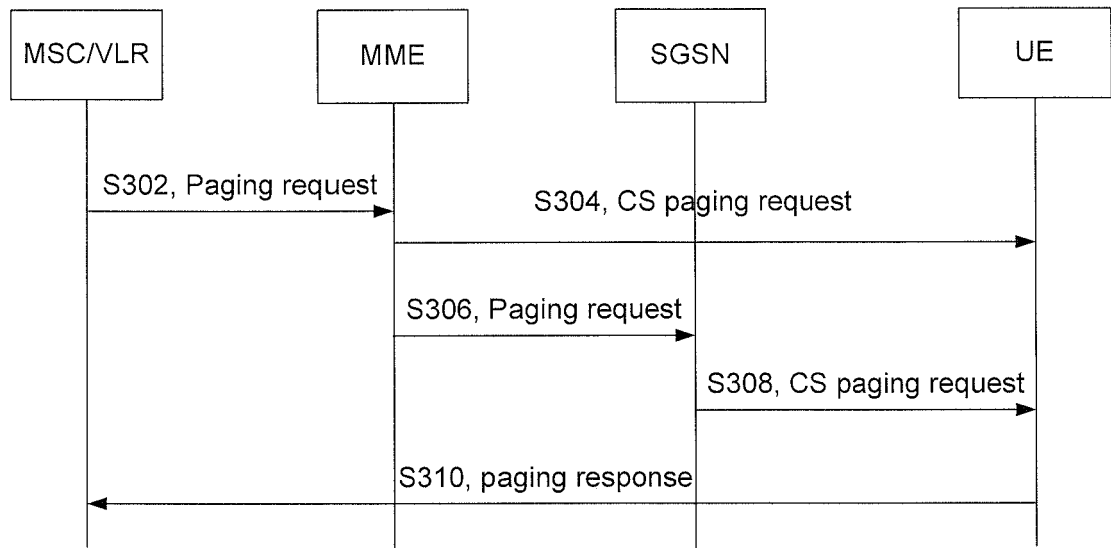 MSC/VLR
MME
SGSN
UE
S302, Paging request
S304, CS paging request
S306, Paging request
S308, CS paging request
S310, paging response